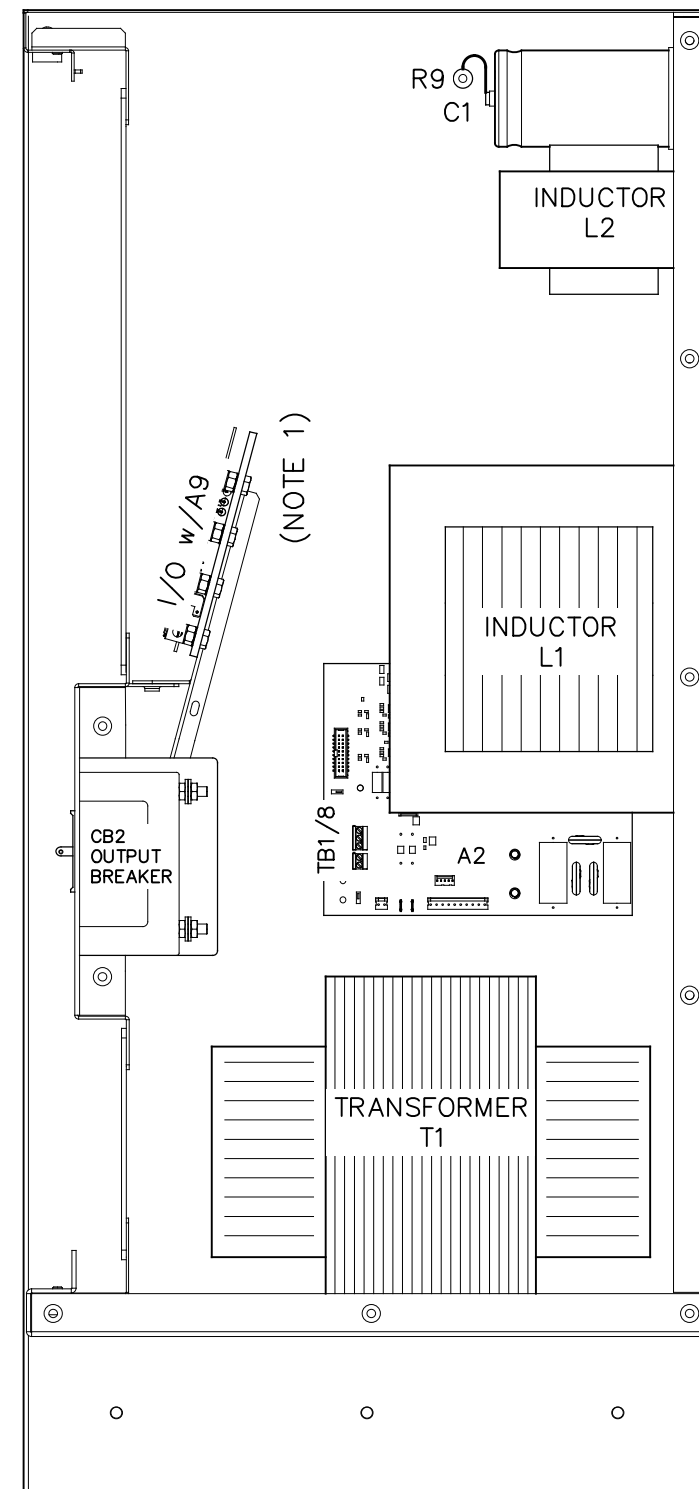 R9
C1
INDUCTOR
L2
I/O w/A9
(NOTE 1)
INDUCTOR
L1
TB1/8
A2
CB2
OUTPUT
BREAKER
TRANSFORMER
T1